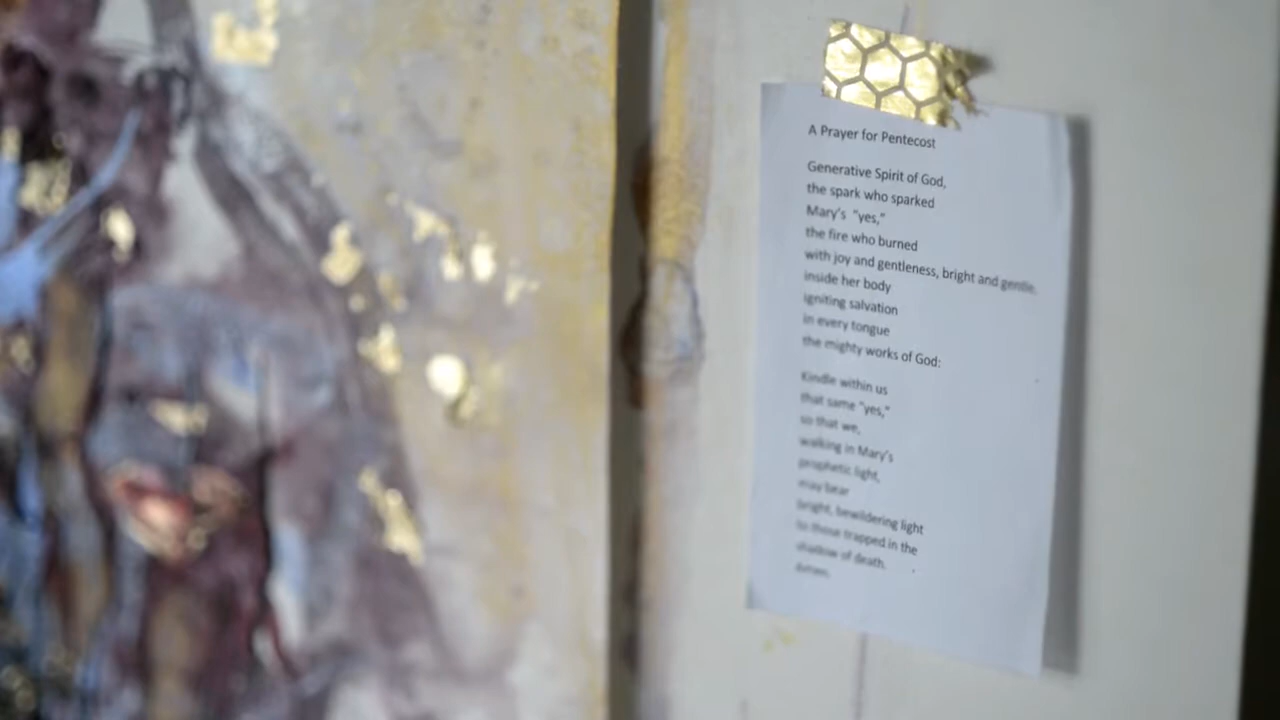 A Prayer for Pentecost
Generative Spirit of God,
the spark who sparked
Mary's "yes,"
the fire who burned
with joy and gentleness, bright and gentle.
inside her body
igniting salvation
in every tongue
the mighty works of God:
Kindle within us
that same "yes,"
so that we,
walking in Mary's
prophetic light,
may bear
bright, bewildering light
to those trapped in the
shadow of death.
Amen.